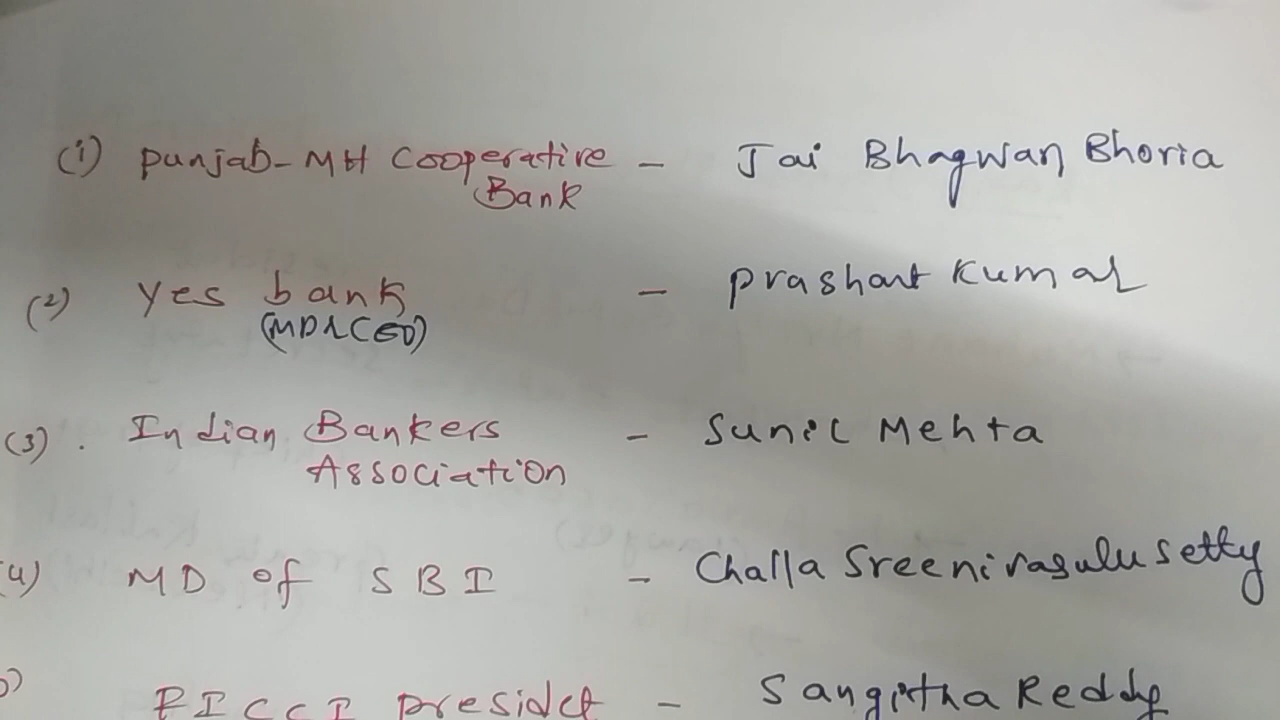 (1) Punjab-MH Cooperative - Jai Bhagwan Bhoria
Bank
(2) Yes bank - Prashant Kumar
(MD & CEO)
(3). Indian Bankers - Sunil Mehta
Association
(4) MD of SBI - Challa Sreenivasulu Setty
FICCI presidet - Sangitha Reddy